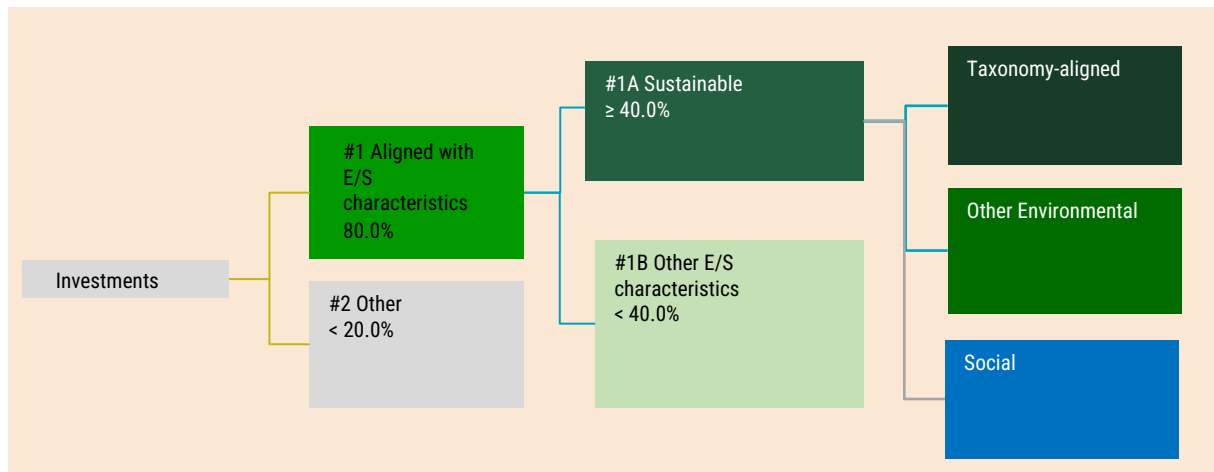 Investments
#1 Aligned with
E/S
characteristics
80.0%
#2 Other
< 20.0%
#1A Sustainable
≥ 40.0%
#1B Other E/S
characteristics
< 40.0%
Taxonomy-aligned
Other Environmental
Social